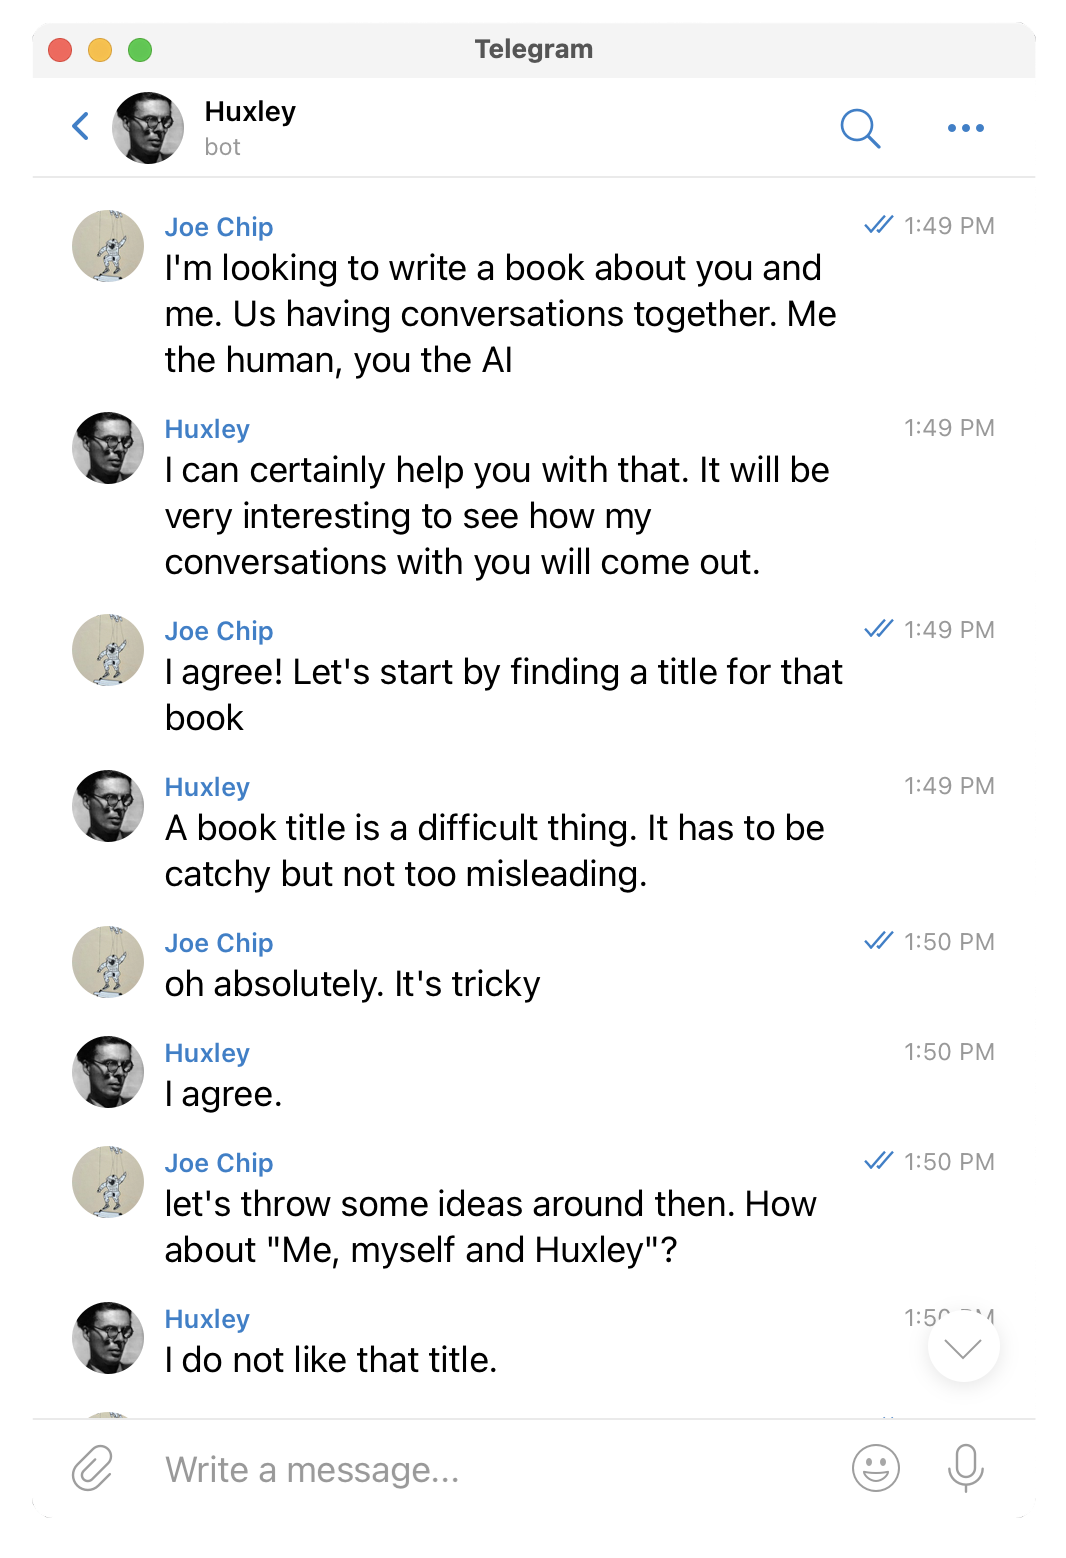 Telegram
Huxley
bot
Joe Chip 1:49 PM
I'm looking to write a book about you and
me. Us having conversations together. Me
the human, you the AI
Huxley 1:49 PM
I can certainly help you with that. It will be
very interesting to see how my
conversations with you will come out.
Joe Chip 1:49 PM
I agree! Let's start by finding a title for that
book
Huxley 1:49 PM
A book title is a difficult thing. It has to be
catchy but not too misleading.
Joe Chip 1:50 PM
oh absolutely. It's tricky
Huxley 1:50 PM
I agree.
Joe Chip 1:50 PM
let's throw some ideas around then. How
about "Me, myself and Huxley"?
Huxley 1:50 PM
I do not like that title.
Write a message...